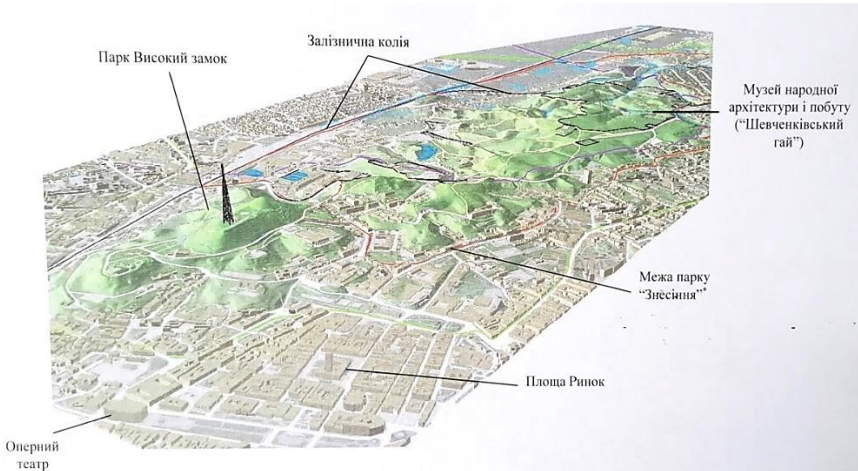 Парк Високий замок
Залізнична колія
Музей народної
архітектури і побуту
(“Шевченківський
гай”)
Межа парку
“Знесіння”
Площа Ринок
Оперний
театр